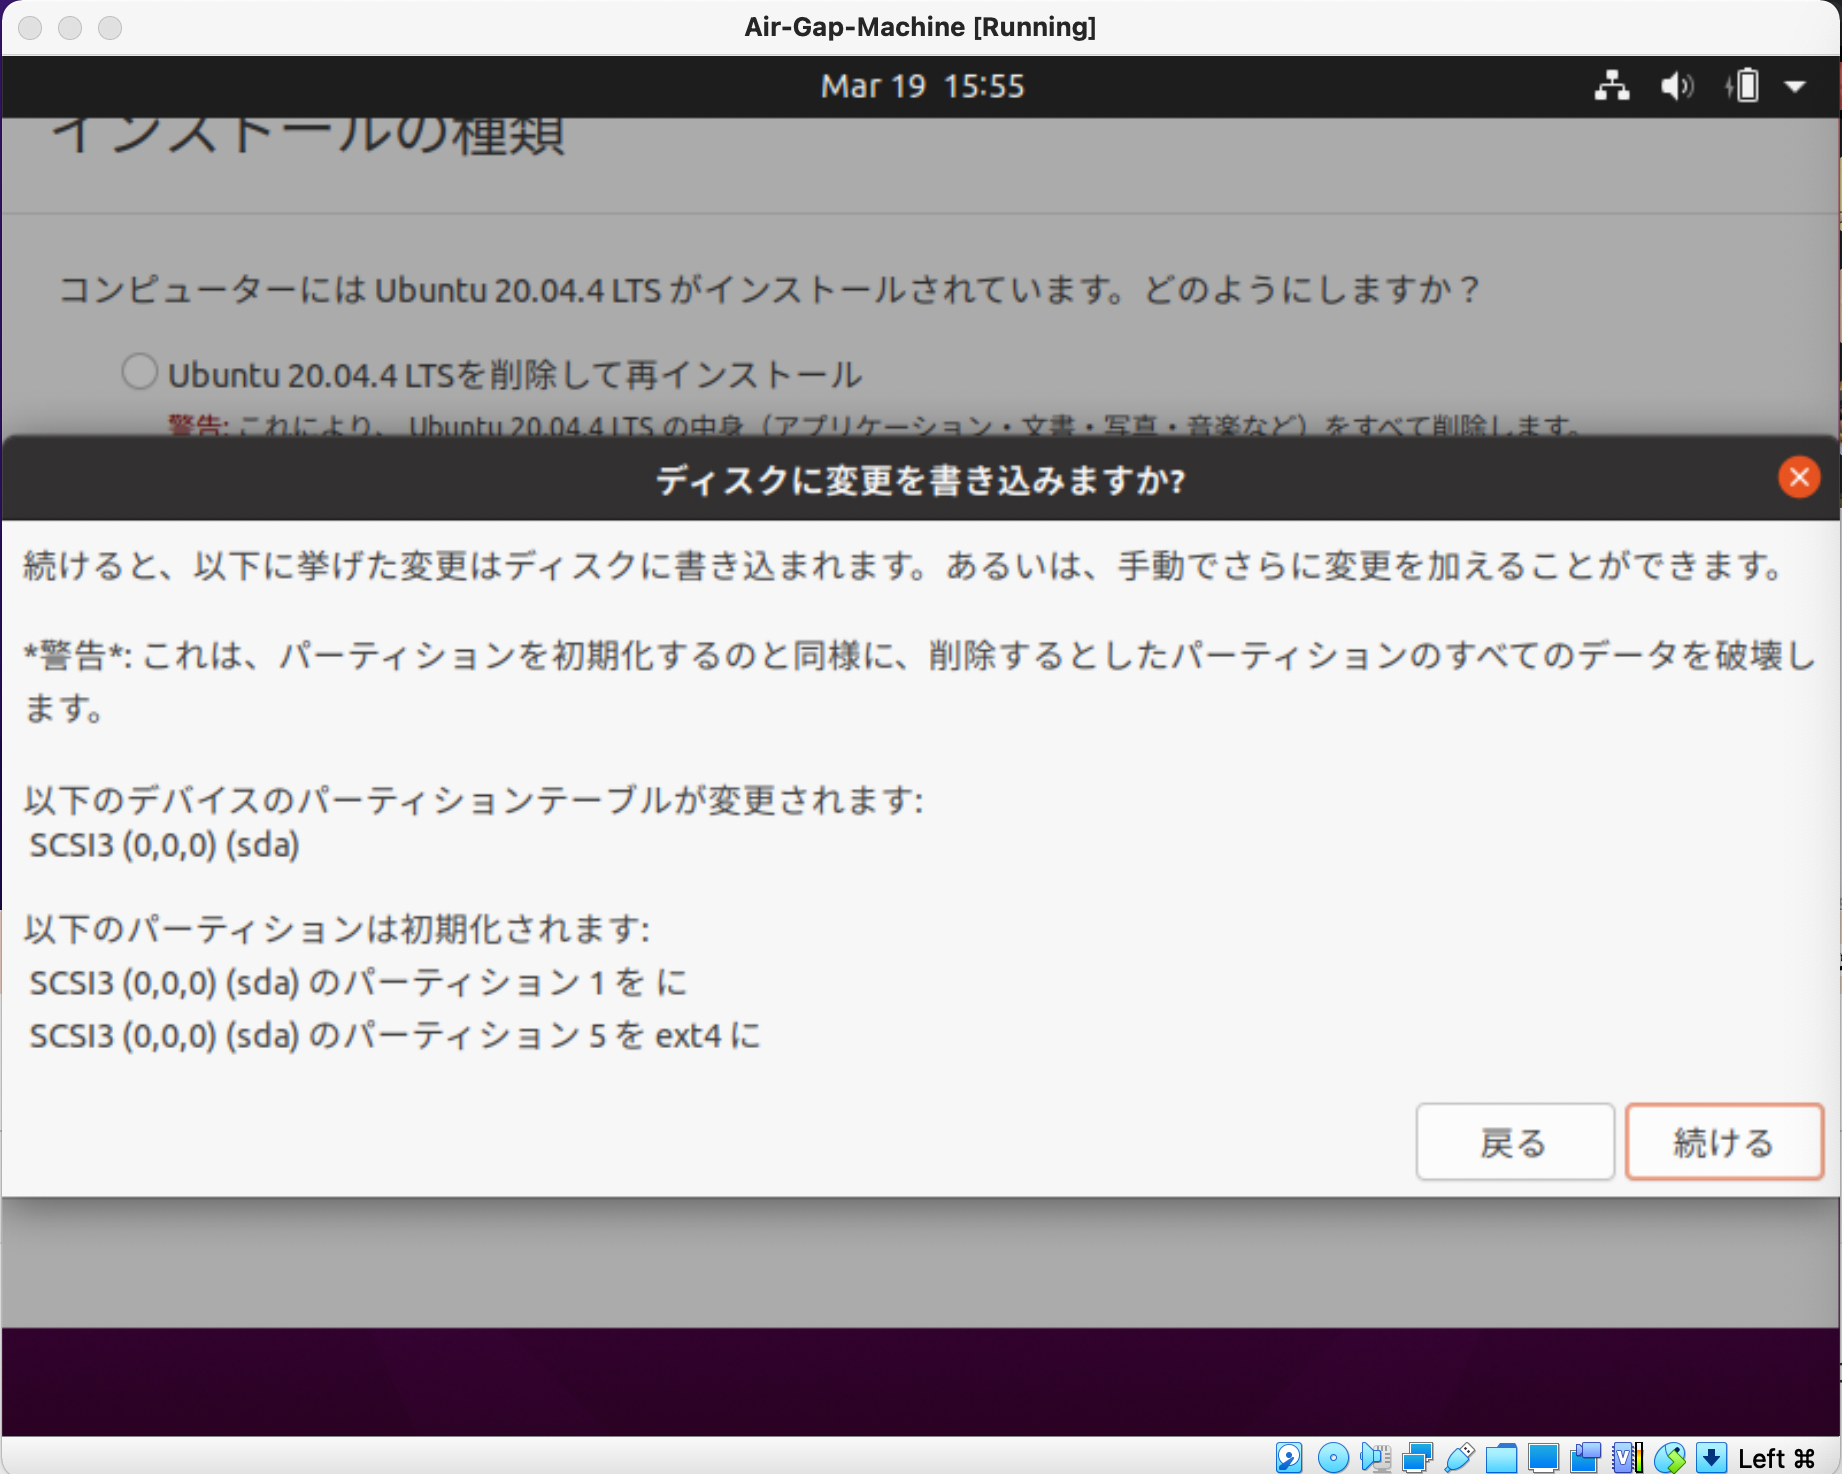 Air-Gap-Machine [Running]
Mar 19 15:55
インストールの種類
コンピューターには Ubuntu 20.04.4 LTS がインストールされています。どのようにしますか？
Ubuntu 20.04.4 LTSを削除して再インストール
警告: これにより、 Ubuntu 20.04.4 LTS の中身（アプリケーション・文書・写真・音楽など）をすべて削除します。
ディスクに変更を書き込みますか?
続けると、以下に挙げた変更はディスクに書き込まれます。あるいは、手動でさらに変更を加えることができます。
*警告*: これは、パーティションを初期化するのと同様に、削除するとしたパーティションのすべてのデータを破壊し
ます。
以下のデバイスのパーティションテーブルが変更されます:
SCSI3 (0,0,0) (sda)
以下のパーティションは初期化されます:
SCSI3 (0,0,0) (sda) のパーティション 1 を に
SCSI3 (0,0,0) (sda) のパーティション 5 を ext4 に
戻る 続ける
Left ⌘